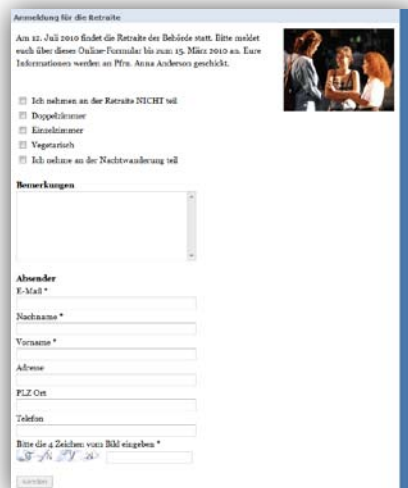 Anmeldung für die Retraite
Am 12. Juli 2010 findet die Retraite der Behörde statt. Bitte meldet
euch über dieses Online-Formular bis zum 15. März 2010 an. Eure
Informationen werden an Pfrn. Anna Anderson geschickt.
Ich nehmen an der Retraite NICHT teil
Doppelzimmer
Einzelzimmer
Vegetarisch
Ich nehme an der Nachtwanderung teil
Bemerkungen
Absender
E-Mail *
Nachname *
Vorname *
Adresse
PLZ Ort
Telefon
Bitte die 4 Zeichen vom Bild eingeben *
senden